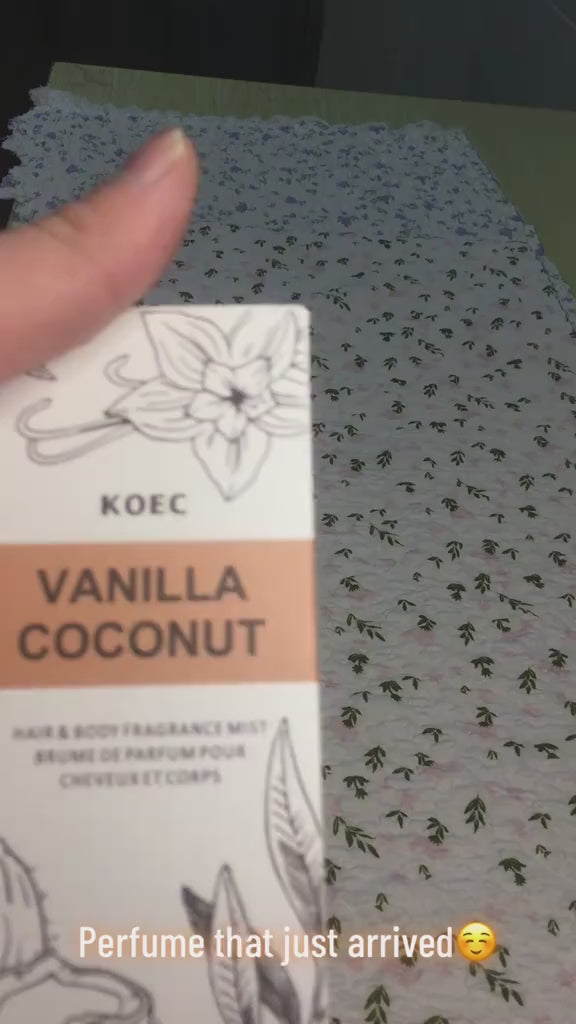 KOEC
VANILLA
COCONUT
HAIR & BODY FRAGRANCE MIST
BRUME DE PARFUM POUR
CHEVEUX ET CORPS
Perfume that just arrived☺️